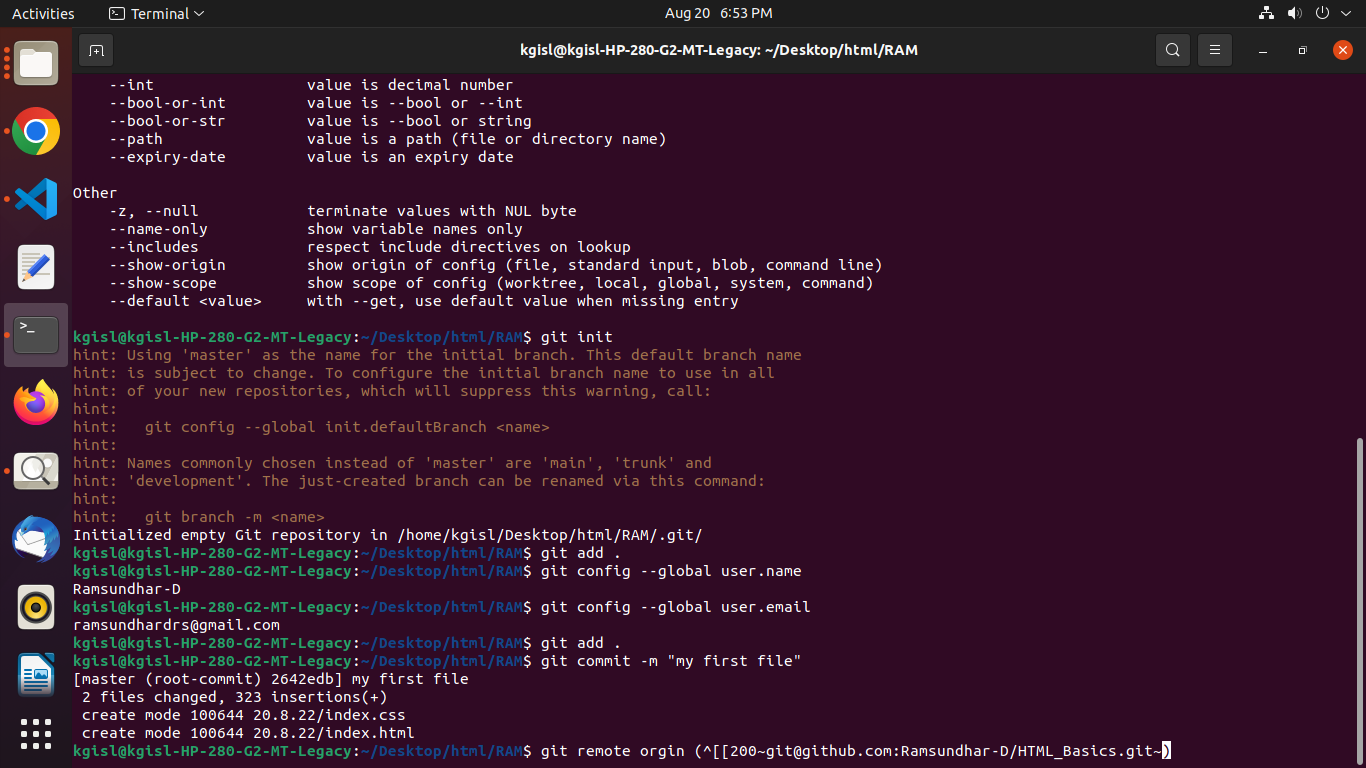 Activities
Terminal
Aug 20 6:53 PM
kgisl@kgisl-HP-280-G2-MT-Legacy: ~/Desktop/html/RAM
--int value is decimal number
--bool-or-int value is --bool or --int
--bool-or-str value is --bool or string
--path value is a path (file or directory name)
--expiry-date value is an expiry date
Other
-z, --null terminate values with NUL byte
--name-only show variable names only
--includes respect include directives on lookup
--show-origin show origin of config (file, standard input, blob, command line)
--show-scope show scope of config (worktree, local, global, system, command)
--default <value> with --get, use default value when missing entry
kgisl@kgisl-HP-280-G2-MT-Legacy:~/Desktop/html/RAM$ git init
hint: Using 'master' as the name for the initial branch. This default branch name
hint: is subject to change. To configure the initial branch name to use in all
hint: of your new repositories, which will suppress this warning, call:
hint:
hint: git config --global init.defaultBranch <name>
hint:
hint: Names commonly chosen instead of 'master' are 'main', 'trunk' and
hint: 'development'. The just-created branch can be renamed via this command:
hint:
hint: git branch -m <name>
Initialized empty Git repository in /home/kgisl/Desktop/html/RAM/.git/
kgisl@kgisl-HP-280-G2-MT-Legacy:~/Desktop/html/RAM$ git add .
kgisl@kgisl-HP-280-G2-MT-Legacy:~/Desktop/html/RAM$ git config --global user.name
Ramsundhar-D
kgisl@kgisl-HP-280-G2-MT-Legacy:~/Desktop/html/RAM$ git config --global user.email
ramsundhardrs@gmail.com
kgisl@kgisl-HP-280-G2-MT-Legacy:~/Desktop/html/RAM$ git add .
kgisl@kgisl-HP-280-G2-MT-Legacy:~/Desktop/html/RAM$ git commit -m "my first file"
[master (root-commit) 2642edb] my first file
2 files changed, 323 insertions(+)
create mode 100644 20.8.22/index.css
create mode 100644 20.8.22/index.html
kgisl@kgisl-HP-280-G2-MT-Legacy:~/Desktop/html/RAM$ git remote orgin (^[[200~git@github.com:Ramsundhar-D/HTML_Basics.git~)